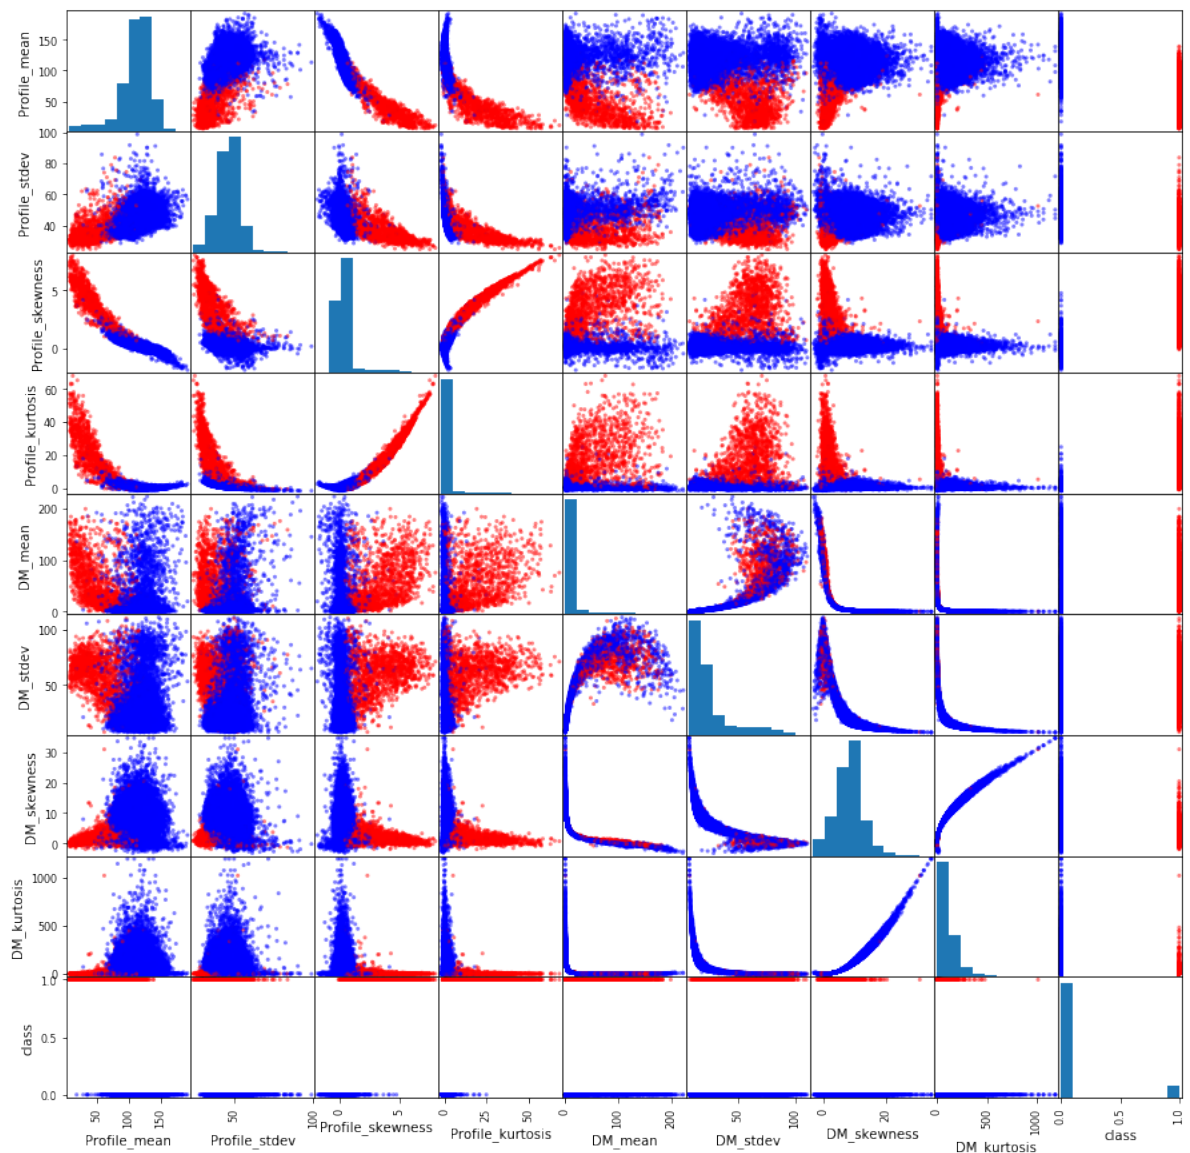 Profile_mean
150
100
50
Profile_stdev
100
80
60
40
Profile_skewness
5
0
Profile_kurtosis
60
40
20
0
DM_mean
200
100
0
DM_stdev
100
50
DM_skewness
30
20
10
0
DM_kurtosis
1000
500
0
class
1.0
0.5
0.0
50 100 150 50 100 0 5 0 25 50 0 100 200 50 100 0 20 0 500 1000 0.0 0.5 1.0
Profile_mean Profile_stdev Profile_skewness Profile_kurtosis DM_mean DM_stdev DM_skewness DM_kurtosis class